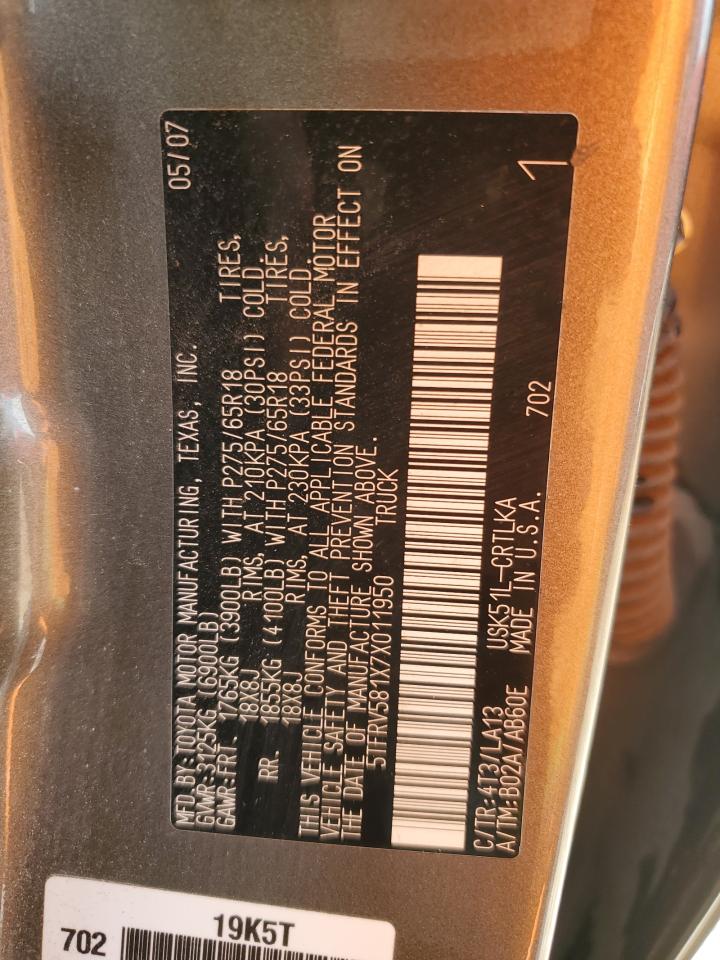 MFD.BY:TOYOTA MOTOR MANUFACTURING, TEXAS, INC. 05/07
GVWR:3125KG (6900LB)
GAWR:FRT. 1765KG (3900LB) WITH P275/65R18 TIRES,
18X8J RIMS, AT 210KPA (30PSI) COLD.
RR. 1855KG (4100LB) WITH P275/65R18 TIRES,
18X8J RIMS, AT 230KPA (33PSI) COLD.
THIS VEHICLE CONFORMS TO ALL APPLICABLE FEDERAL MOTOR
VEHICLE SAFETY AND THEFT PREVENTION STANDARDS IN EFFECT ON
THE DATE OF MANUFACTURE SHOWN ABOVE.
5TFRV581X7X011950 TRUCK
C/TR:4T3/LA13 USK51L-CRTLKA 702 1
A/TM:B02A/AB60E MADE IN U.S.A.
19K5T
702